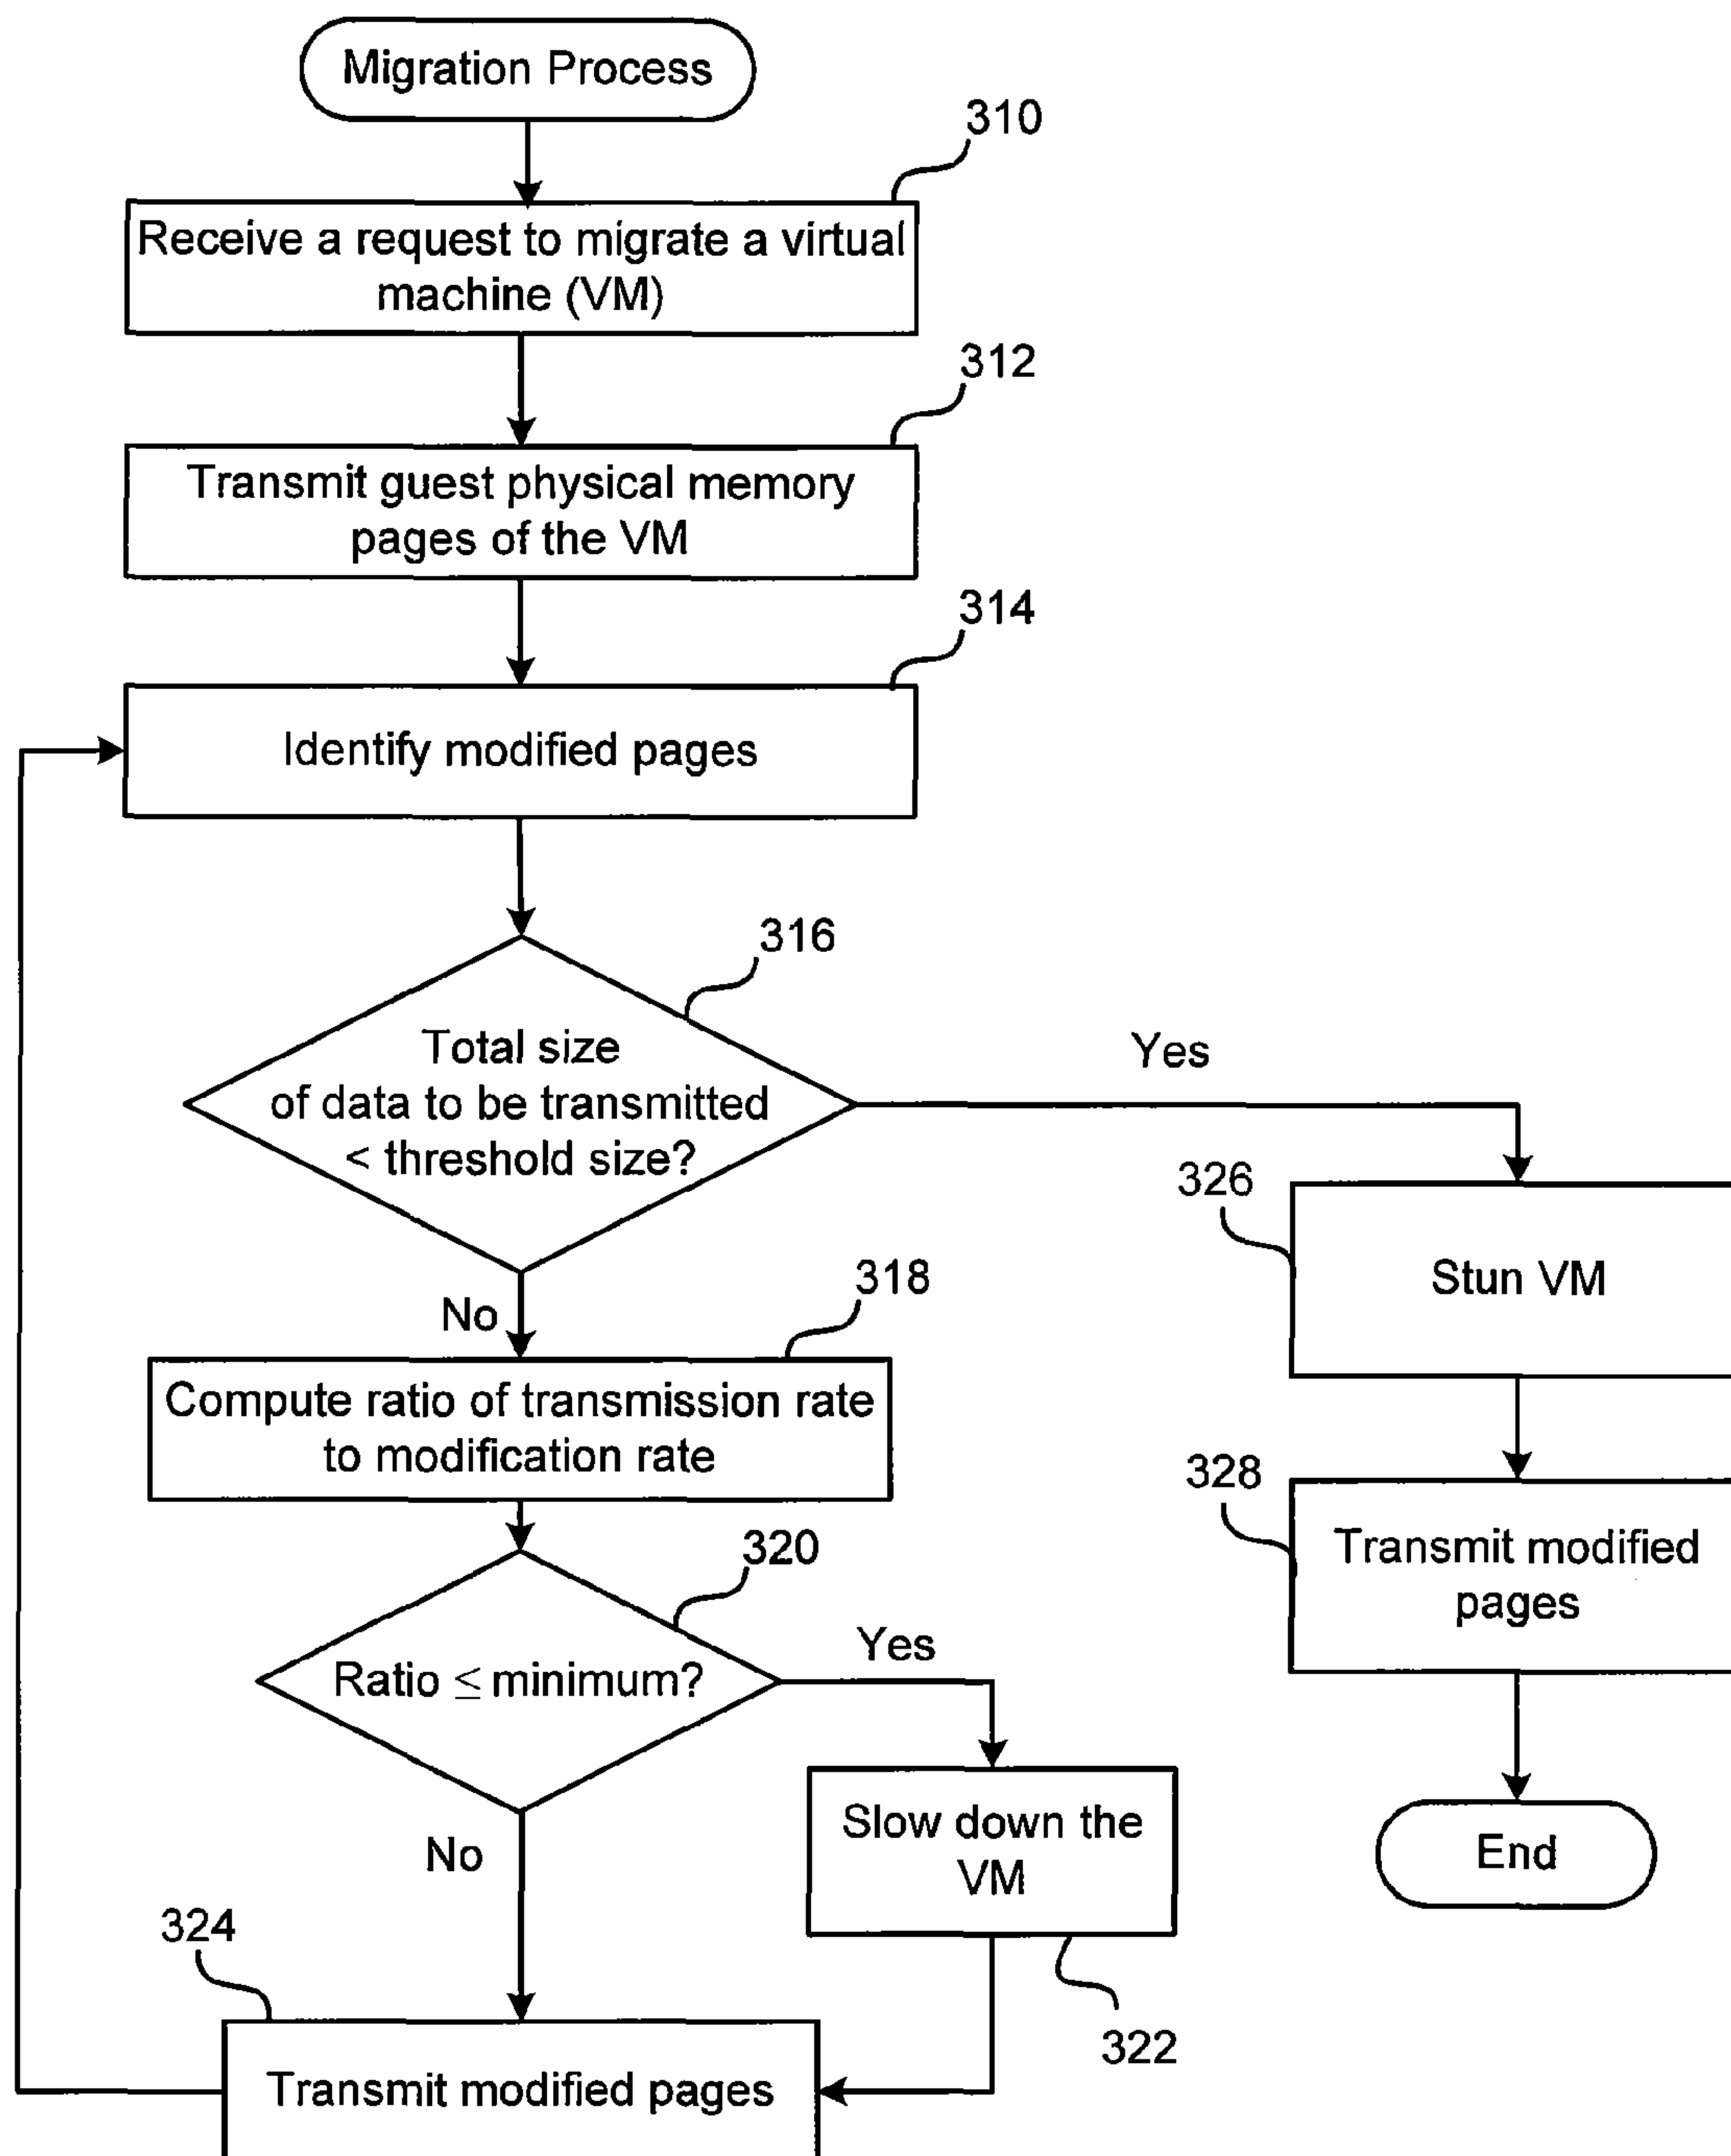 Migration Process
310
Receive a request to migrate a virtual
machine (VM)
312
Transmit guest physical memory
pages of the VM
314
Identify modified pages
316
Total size
of data to be transmitted
< threshold size?
Yes
No
326
Stun VM
318
Compute ratio of transmission rate
to modification rate
328
Transmit modified
pages
320
Ratio ≤ minimum?
Yes
No
Slow down the
VM
322
End
324
Transmit modified pages